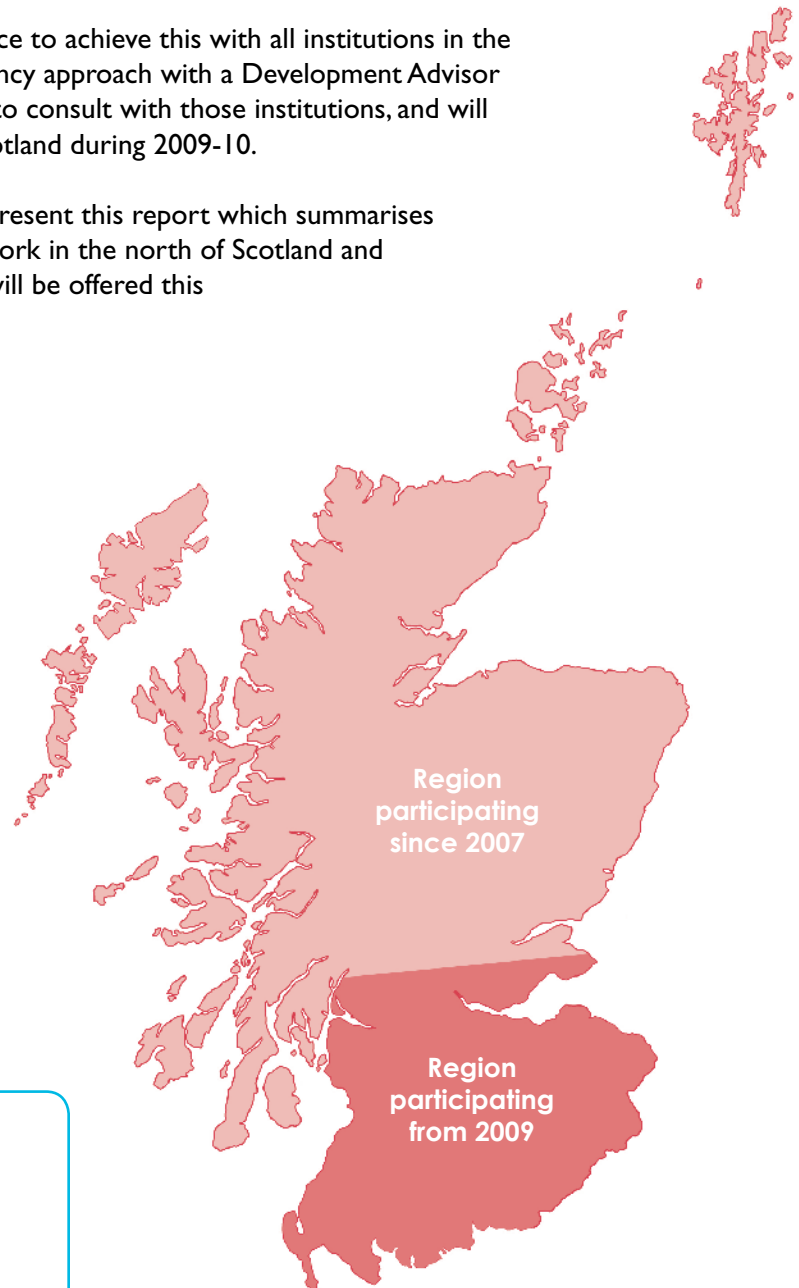 ce to achieve this with all institutions in the
ncy approach with a Development Advisor
to consult with those institutions, and will
otland during 2009-10.
resent this report which summarises
ork in the north of Scotland and
will be offered this
Region
participating
since 2007
Region
participating
from 2009